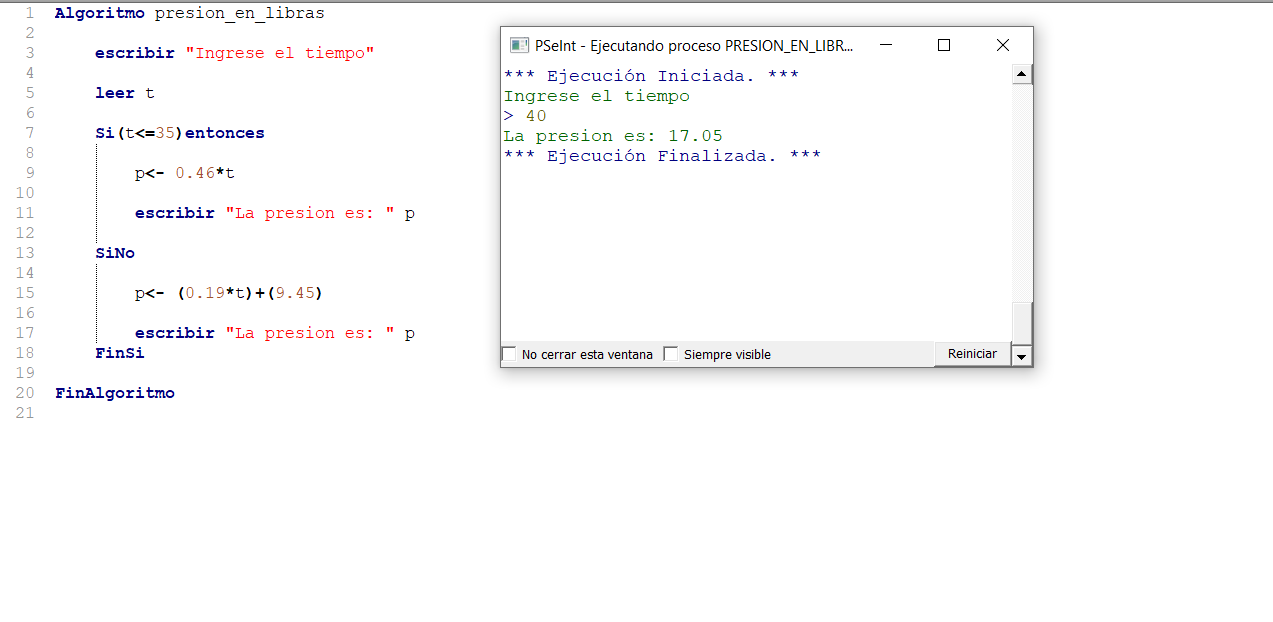 1 Algoritmo presion_en_libras
2
3 escribir "Ingrese el tiempo"
4
5 leer t
6
7 Si(t<=35)entonces
8
9 p<- 0.46*t
10
11 escribir "La presion es: " p
12
13 SiNo
14
15 p<- (0.19*t)+(9.45)
16
17 escribir "La presion es: " p
18 FinSi
19
20 FinAlgoritmo
21
PSeInt - Ejecutando proceso PRESION_EN_LIBR...
*** Ejecución Iniciada. ***
Ingrese el tiempo
> 40
La presion es: 17.05
*** Ejecución Finalizada. ***
No cerrar esta ventana Siempre visible Reiniciar